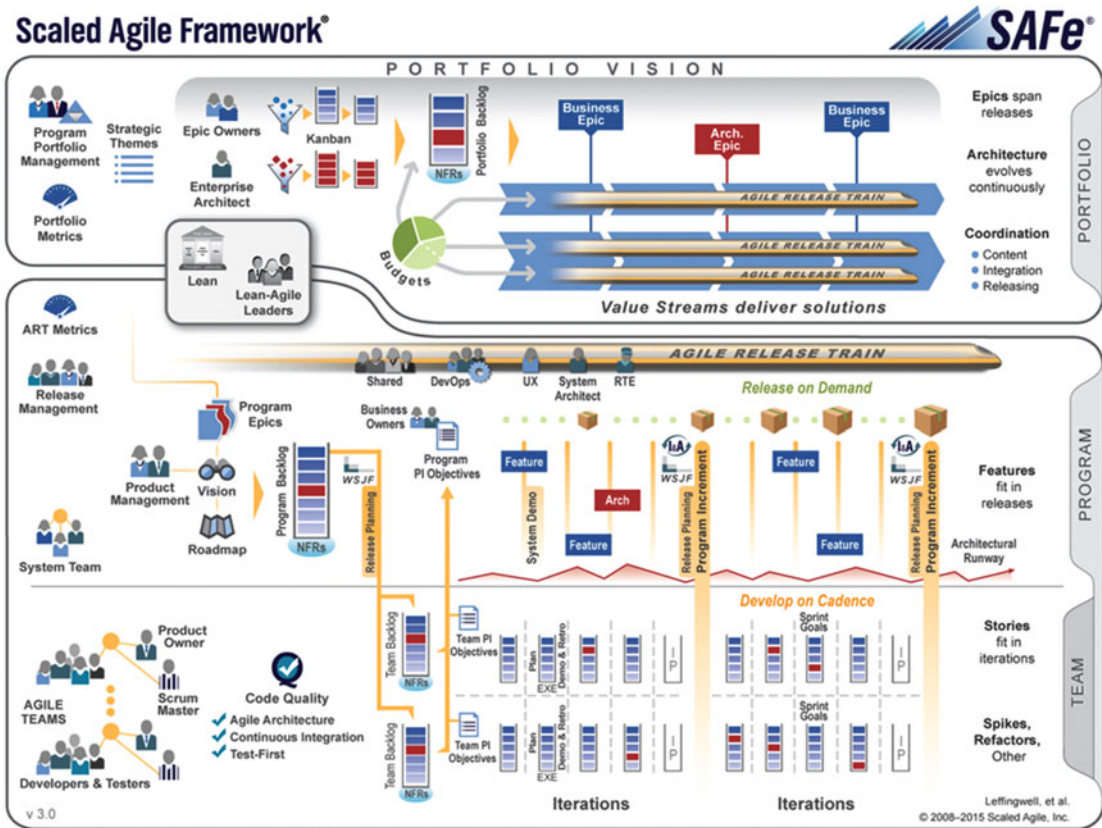 Scaled Agile Framework®
SAFe®
PORTFOLIO VISION
Program
Portfolio
Management
Strategic
Themes
Portfolio
Metrics
Epic Owners
Kanban
Enterprise
Architect
Portfolio Backlog
NFRs
Budgets
Business
Epic
Arch.
Epic
Business
Epic
AGILE RELEASE TRAIN
AGILE RELEASE TRAIN
AGILE RELEASE TRAIN
Value Streams deliver solutions
Epics span
releases
Architecture
evolves
continuously
Coordination
Content
Integration
Releasing
PORTFOLIO
Lean
Lean-Agile
Leaders
ART Metrics
Release
Management
AGILE RELEASE TRAIN
Shared
DevOps
UX
System
Architect
RTE
Release on Demand
Program
Epics
Product
Management
Vision
Roadmap
System Team
Program Backlog
NFRs
WSJF
Release Planning
Business
Owners
Program
PI Objectives
Feature
System Demo
Feature
Arch
I&A
WSJF
Release Planning
Program Increment
Feature
Feature
I&A
WSJF
Release Planning
Program Increment
Features
fit in
releases
Architectural
Runway
PROGRAM
Develop on Cadence
Product
Owner
Scrum
Master
AGILE
TEAMS
Developers & Testers
Code Quality
Agile Architecture
Continuous Integration
Test-First
Team Backlog
NFRs
Team PI
Objectives
Plan
EXE
Demo & Retro
I
P
Sprint
Goals
I
P
Stories
fit in
iterations
Team Backlog
NFRs
Team PI
Objectives
Plan
EXE
Demo & Retro
I
P
Sprint
Goals
I
P
Spikes,
Refactors,
Other
TEAM
Iterations
Iterations
v 3.0
Leffingwell, et al.
© 2008–2015 Scaled Agile, Inc.